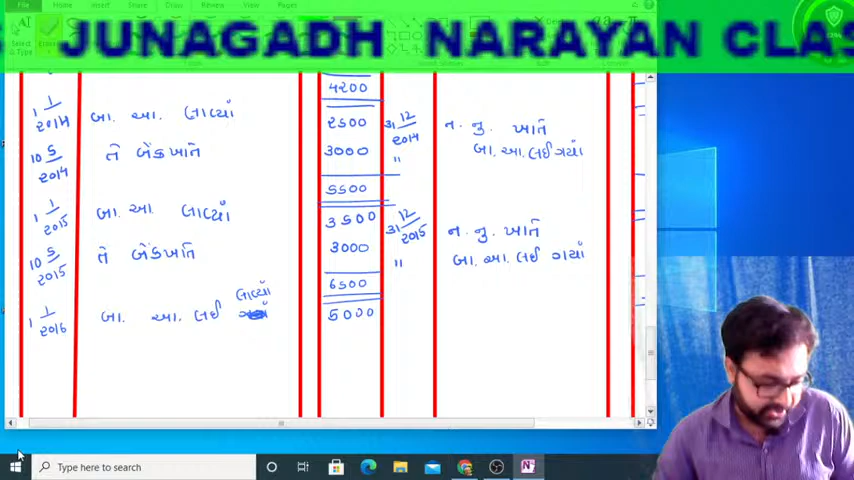 JUNAGADH NARAYAN CLAS
File
4200
1 1/2014 બા. આ. લાવ્યાં 2500 31 12/2014 ન. નુ. ખાતે
10 5/2014 તે બેંકખાતે 3000 " બા. આ. લઈ ગયાં
5500
1 1/2015 બા. આ. લાવ્યાં 3500 31 12/2015 ન. નુ. ખાતે
10 5/2015 તે બેંકખાતે 3000 " બા. આ. લઈ ગયાં
6500
લાવ્યાં
1 1/2016 બા. આ. લઈ 5000
Type here to search